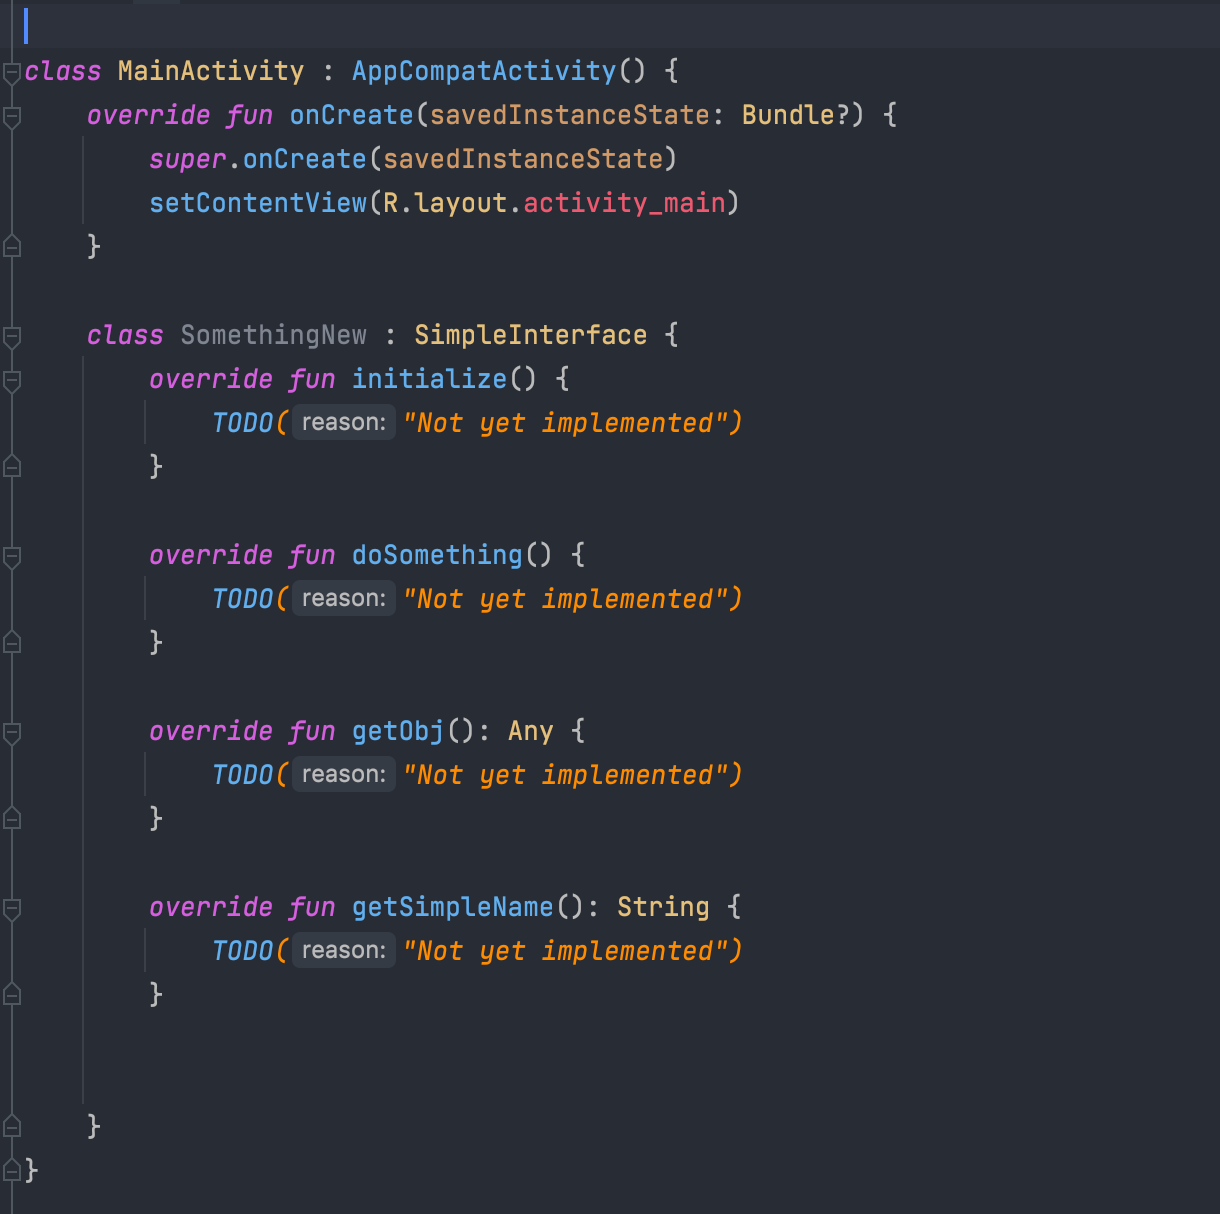 class MainActivity : AppCompatActivity() {
    override fun onCreate(savedInstanceState: Bundle?) {
        super.onCreate(savedInstanceState)
        setContentView(R.layout.activity_main)
    }
    class SomethingNew : SimpleInterface {
        override fun initialize() {
            TODO( reason: "Not yet implemented")
        }
        override fun doSomething() {
            TODO( reason: "Not yet implemented")
        }
        override fun getObj(): Any {
            TODO( reason: "Not yet implemented")
        }
        override fun getSimpleName(): String {
            TODO( reason: "Not yet implemented")
        }
    }
}